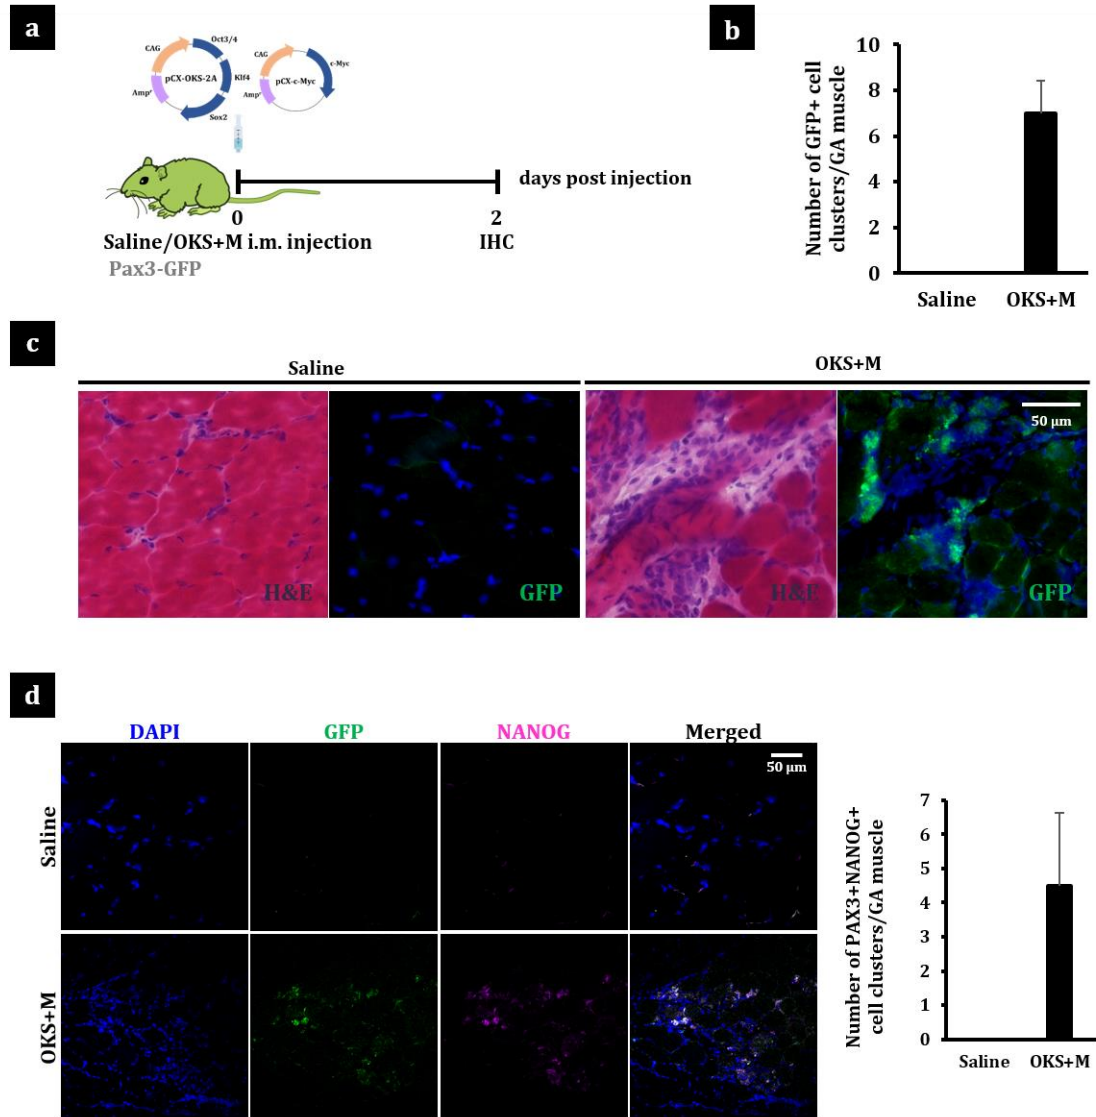 a
CAG
Oct3/4
pCX-OKS-2A
Klf4
Ampʳ
Sox2
CAG
c-Myc
pCX-c-Myc
Ampʳ
days post injection
0
2
Saline/OKS+M i.m. injection
IHC
Pax3-GFP
b
Number of GFP+ cell
clusters/GA muscle
10
8
6
4
2
0
Saline
OKS+M
c
Saline
OKS+M
50 µm
H&E
GFP
H&E
GFP
d
DAPI
GFP
NANOG
Merged
50 µm
Saline
OKS+M
Number of PAX3+NANOG+
cell clusters/GA muscle
7
6
5
4
3
2
1
0
Saline
OKS+M